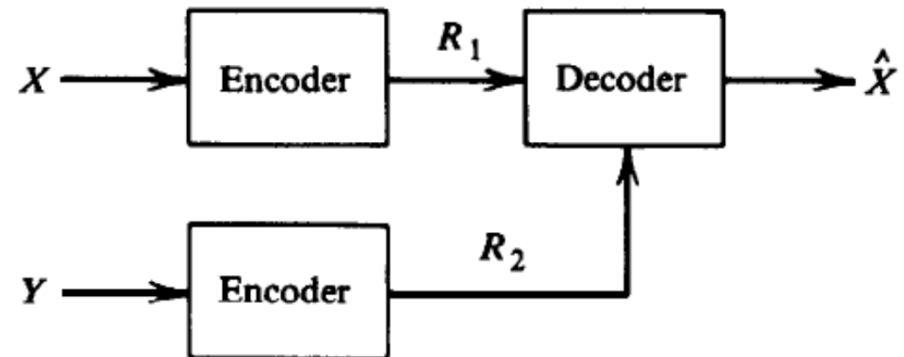 R₁
X Encoder Decoder X̂
R₂
Y Encoder